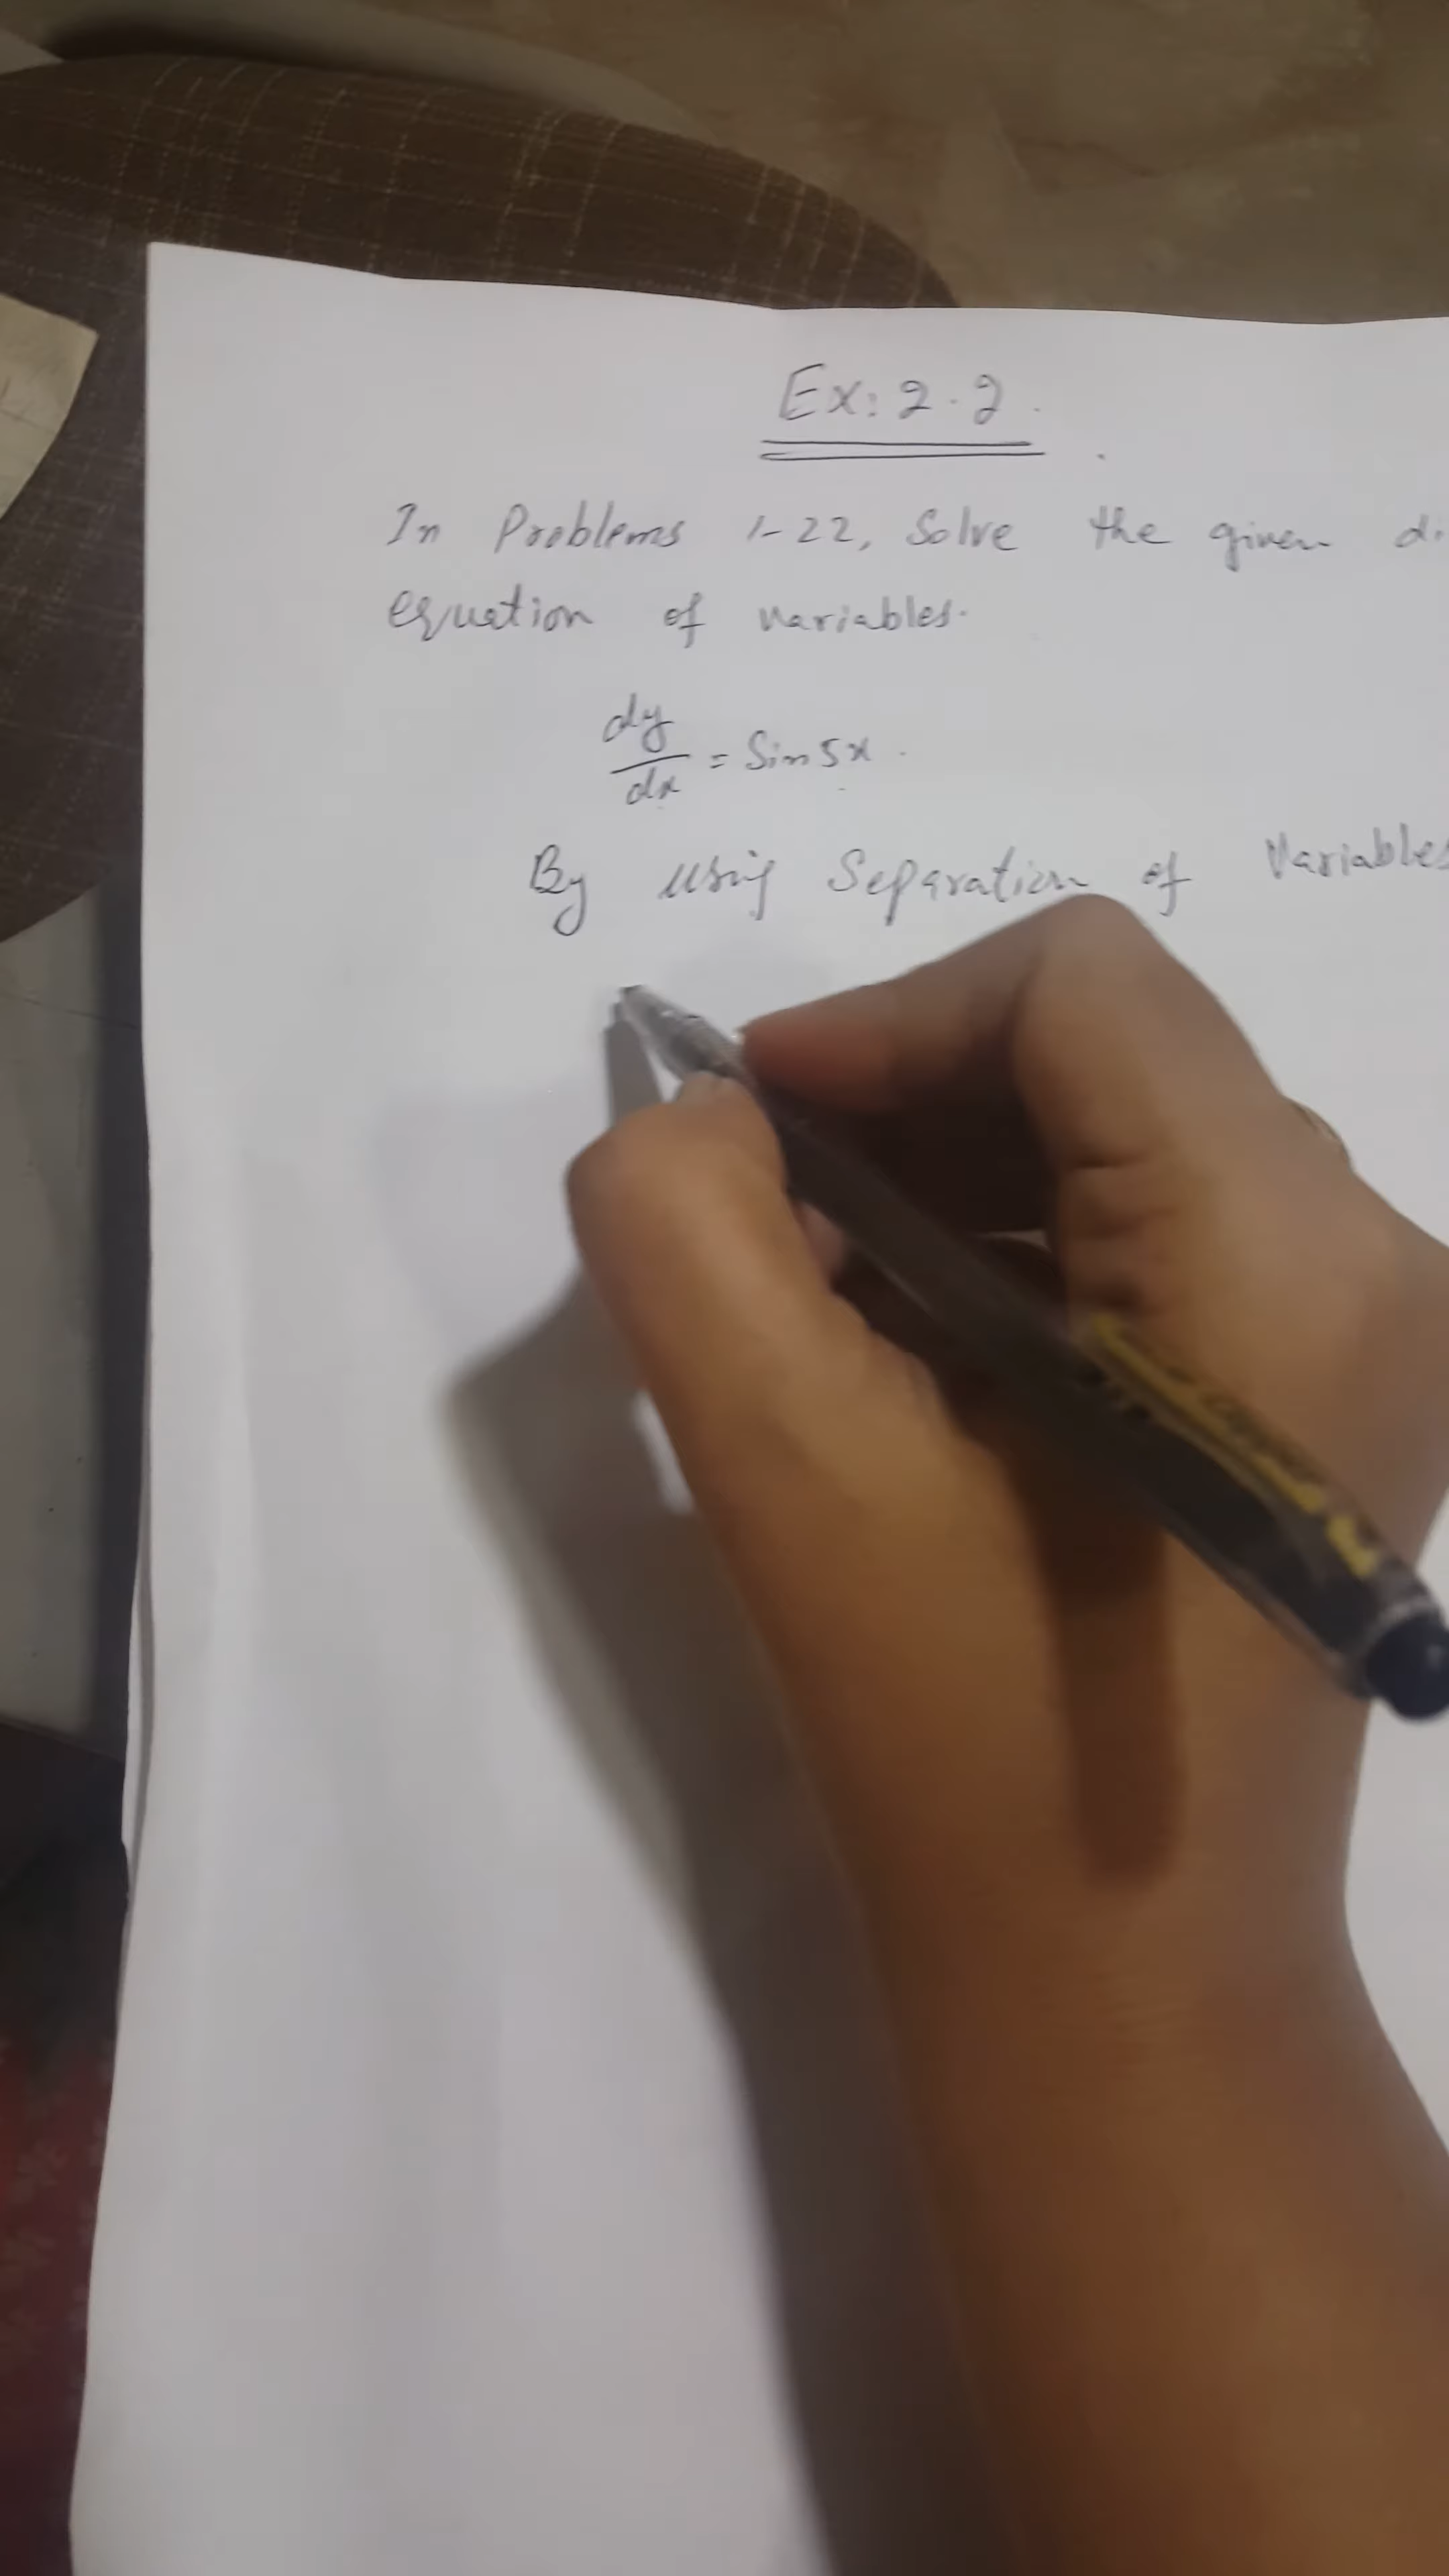 Ex: 2.2.
In Problems 1-22, Solve the given
equation of variables.
dy/dx = Sin 5x.
By using Separation of Variables